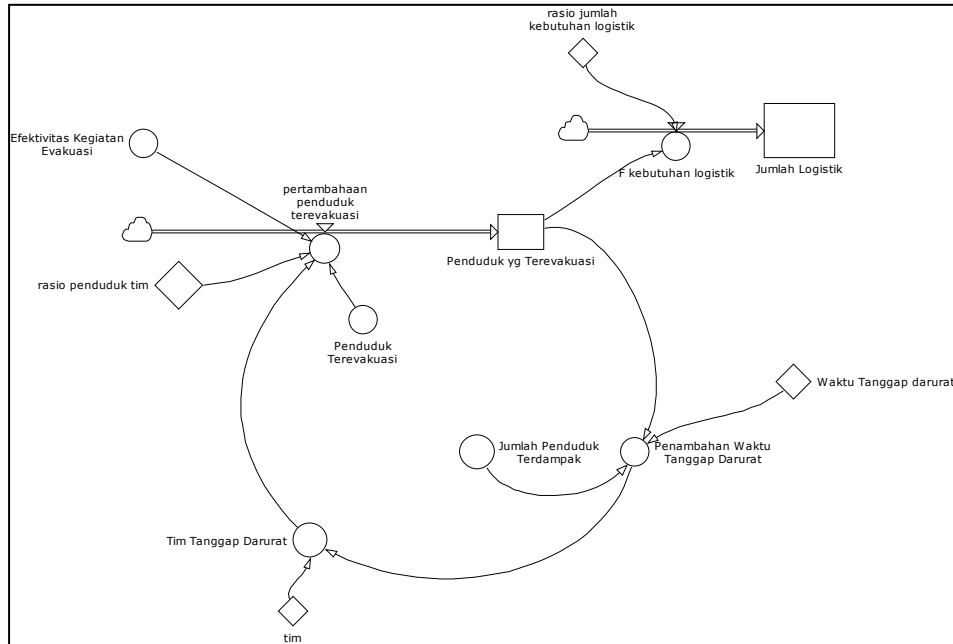 rasio jumlah
kebutuhan logistik
Efektivitas Kegiatan
Evakuasi
F kebutuhan logistik
Jumlah Logistik
pertambahaan
penduduk
terevakuasi
Penduduk yg Terevakuasi
rasio penduduk tim
Penduduk
Terevakuasi
Waktu Tanggap darurat
Jumlah Penduduk
Terdampak
Penambahan Waktu
Tanggap Darurat
Tim Tanggap Darurat
tim